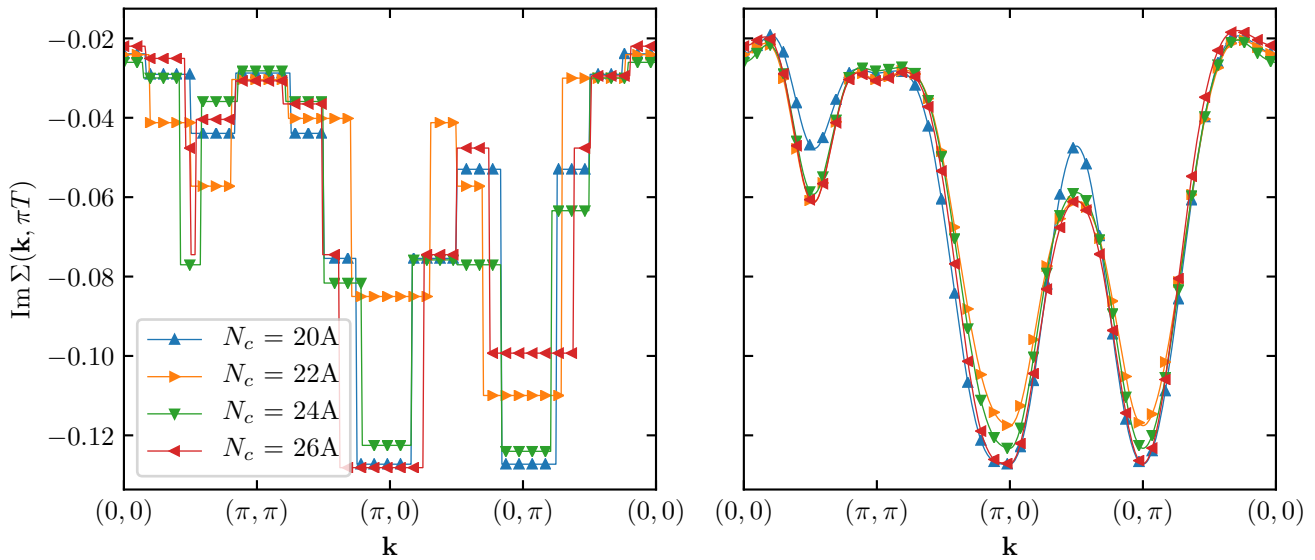 −0.02
−0.04
−0.06
−0.08
−0.10
−0.12
Im Σ(k, πT)
N_c = 20A
N_c = 22A
N_c = 24A
N_c = 26A
(0, 0) (π, π) (π, 0) (0, π) (0, 0)
k
(0, 0) (π, π) (π, 0) (0, π) (0, 0)
k